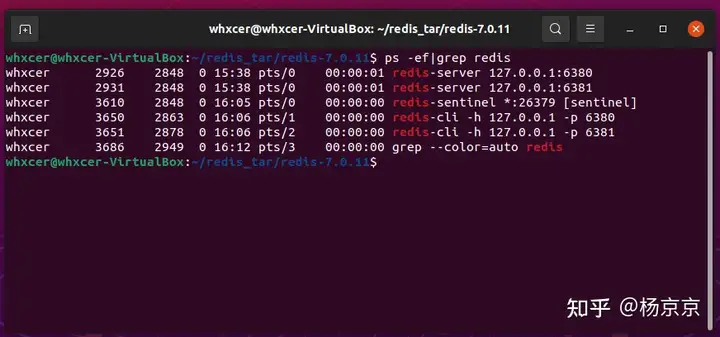 whxcer@whxcer-VirtualBox: ~/redis_tar/redis-7.0.11
whxcer@whxcer-VirtualBox:~/redis_tar/redis-7.0.11$ ps -ef|grep redis
whxcer 2926 2848 0 15:38 pts/0 00:00:01 redis-server 127.0.0.1:6380
whxcer 2931 2848 0 15:38 pts/0 00:00:01 redis-server 127.0.0.1:6381
whxcer 3610 2848 0 16:05 pts/0 00:00:00 redis-sentinel *:26379 [sentinel]
whxcer 3650 2863 0 16:06 pts/1 00:00:00 redis-cli -h 127.0.0.1 -p 6380
whxcer 3651 2878 0 16:06 pts/2 00:00:00 redis-cli -h 127.0.0.1 -p 6381
whxcer 3686 2949 0 16:12 pts/3 00:00:00 grep --color=auto redis
whxcer@whxcer-VirtualBox:~/redis_tar/redis-7.0.11$
知乎 @杨京京